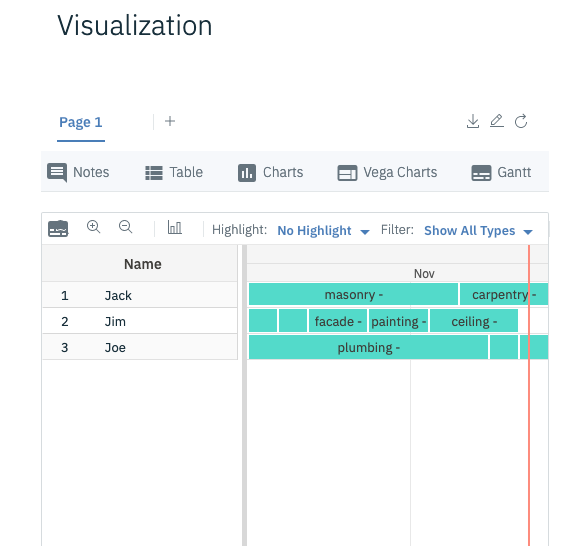 Visualization
Page 1 +
Notes Table Charts Vega Charts Gantt
Highlight: No Highlight Filter: Show All Types
Name
Nov
1 Jack masonry - carpentry -
2 Jim facade - painting - ceiling -
3 Joe plumbing -